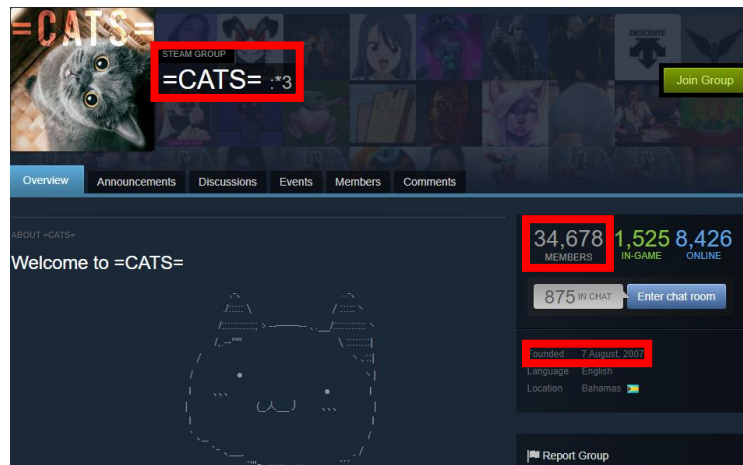 =CATS=
STEAM GROUP
=CATS= :*3
DESCENTE
Join Group
Overview Announcements Discussions Events Members Comments
ABOUT =CATS=
Welcome to =CATS=
34,678 1,525 8,426
MEMBERS IN-GAME ONLINE
875 IN CHAT Enter chat room
Founded 7 August, 2007
Language English
Location Bahamas
Report Group